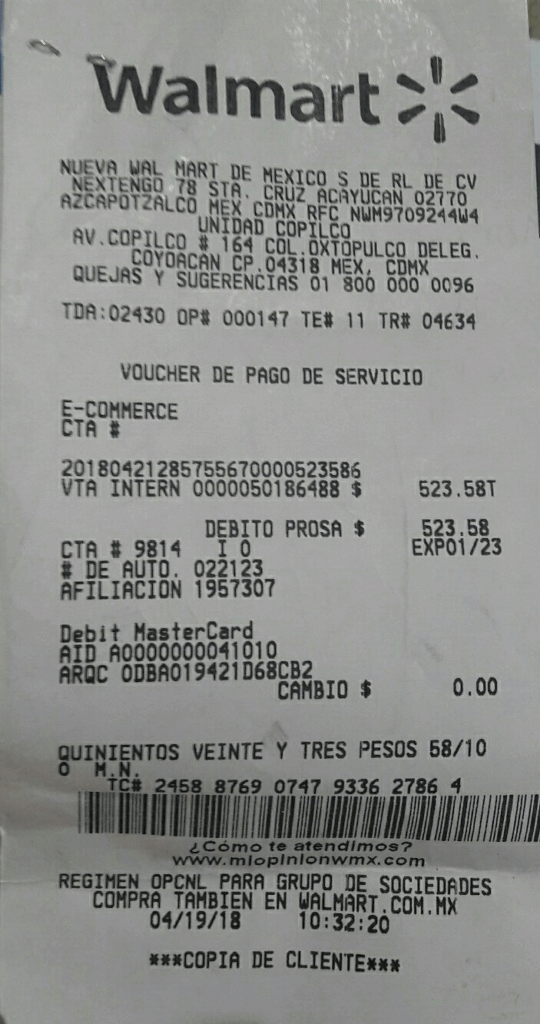 Walmart
NUEVA WAL MART DE MEXICO S DE RL DE CV
NEXTENGO 78 STA. CRUZ ACAYUCAN 02770
AZCAPOTZALCO MEX CDMX RFC NWM9709244W4
UNIDAD COPILCO
AV.COPILCO # 164 COL.OXTOPULCO DELEG.
COYOACAN CP.04318 MEX, CDMX
QUEJAS Y SUGERENCIAS 01 800 000 0096
TDA:02430 OP# 000147 TE# 11 TR# 04634
VOUCHER DE PAGO DE SERVICIO
E-COMMERCE
CTA #
20180421285755670000523586
VTA INTERN 0000050186488 $ 523.58T
DEBITO PROSA $ 523.58
CTA # 9814 I 0 EXP01/23
# DE AUTO. 022123
AFILIACION 1957307
Debit MasterCard
AID A0000000041010
ARQC 0DBA019421D68CB2
CAMBIO $ 0.00
QUINIENTOS VEINTE Y TRES PESOS 58/10
0 M.N.
TC# 2458 8769 0747 9336 2786 4
¿Cómo te atendimos?
www.miopinionwmx.com
REGIMEN OPCNL PARA GRUPO DE SOCIEDADES
COMPRA TAMBIEN EN WALMART.COM.MX
04/19/18 10:32:20
***COPIA DE CLIENTE***